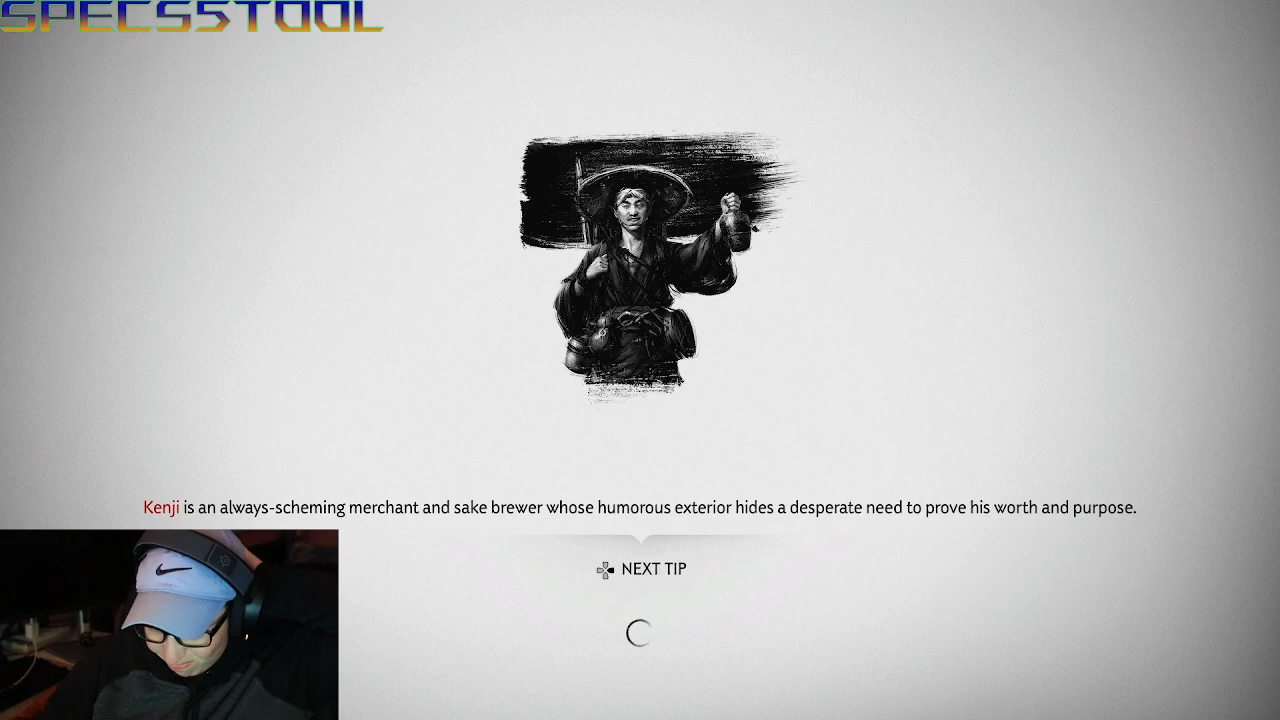 SPECS5TOOL
Kenji is an always-scheming merchant and sake brewer whose humorous exterior hides a desperate need to prove his worth and purpose.
NEXT TIP